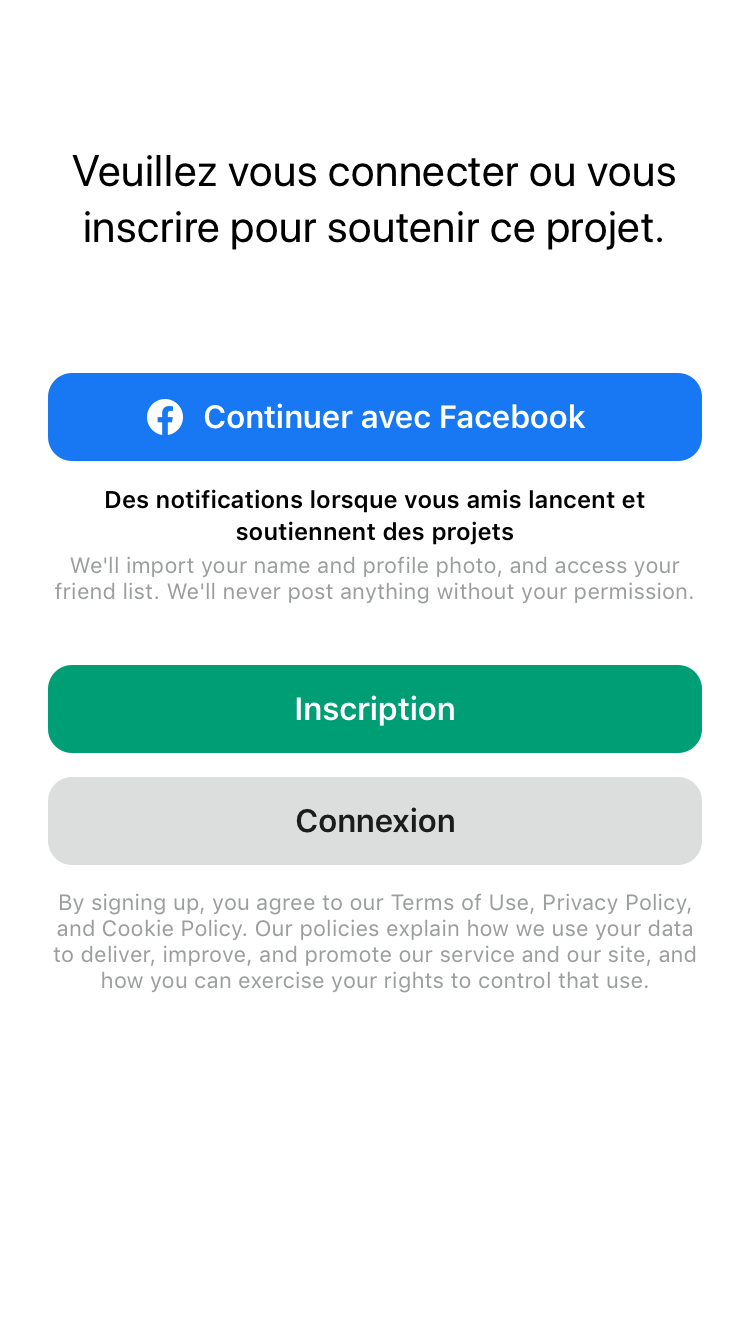 Veuillez vous connecter ou vous
inscrire pour soutenir ce projet.
Continuer avec Facebook
Des notifications lorsque vous amis lancent et
soutiennent des projets
We'll import your name and profile photo, and access your
friend list. We'll never post anything without your permission.
Inscription
Connexion
By signing up, you agree to our Terms of Use, Privacy Policy,
and Cookie Policy. Our policies explain how we use your data
to deliver, improve, and promote our service and our site, and
how you can exercise your rights to control that use.